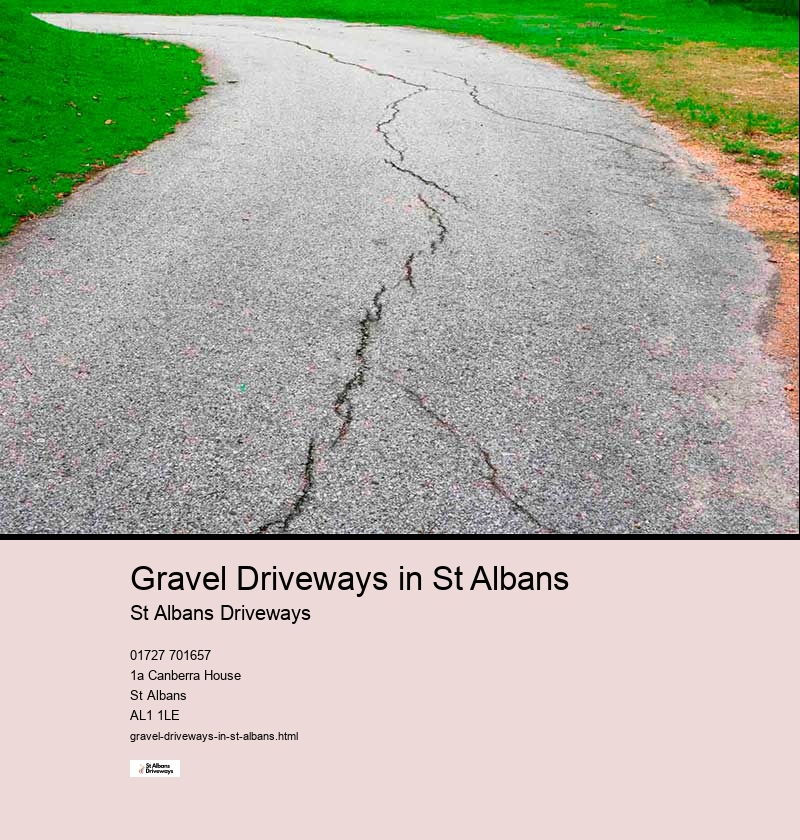 Gravel Driveways in St Albans
St Albans Driveways
01727 701657
1a Canberra House
St Albans
AL1 1LE
gravel-driveways-in-st-albans.html
St Albans
Driveways